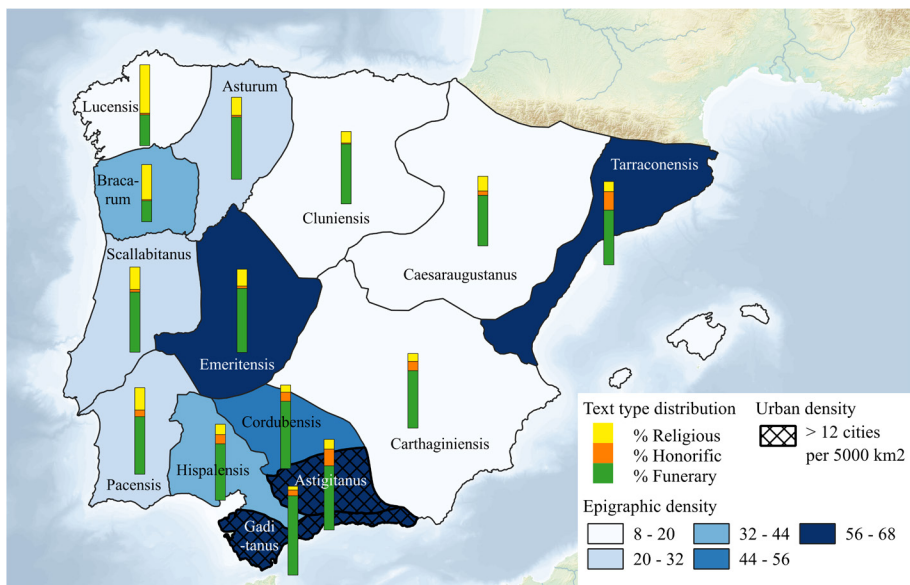 Lucensis
Asturum
Braca-
rum
Cluniensis
Tarraconensis
Scallabitanus
Caesaraugustanus
Emeritensis
Cordubensis
Carthaginiensis
Pacensis
Hispalensis
Astigitanus
Gadi
-tanus
Text type distribution
% Religious
% Honorific
% Funerary
Urban density
> 12 cities
per 5000 km2
Epigraphic density
8 - 20
32 - 44
56 - 68
20 - 32
44 - 56